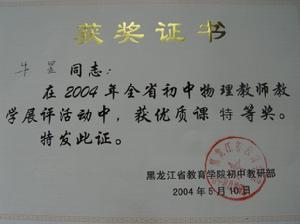 获奖证书
牛昱 同志:
在2004年全省初中物理教师教
学展评活动中，获优质课 特等奖。
特发此证。
黑龙江省教育学院初中教研部
2004年5月10日